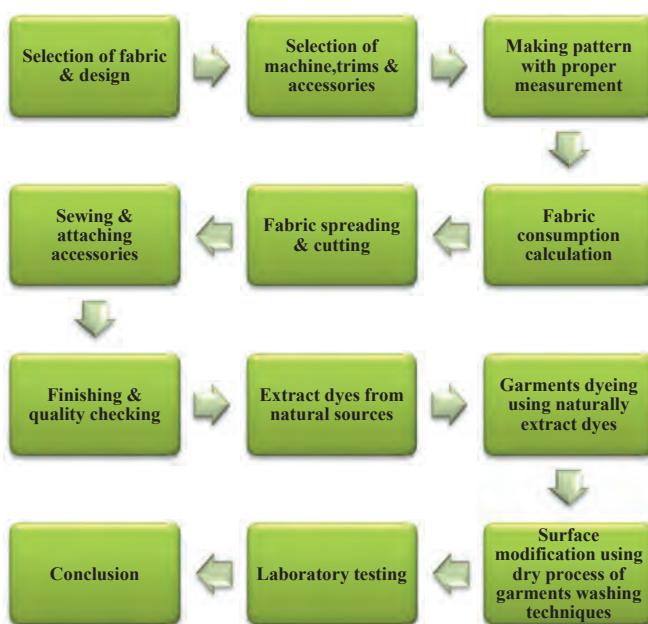 Selection of fabric
& design
Selection of
machine,trims &
accessories
Making pattern
with proper
measurement
Fabric
consumption
calculation
Fabric spreading
& cutting
Sewing &
attaching
accessories
Finishing &
quality checking
Extract dyes from
natural sources
Garments dyeing
using naturally
extract dyes
Surface
modification using
dry process of
garments washing
techniques
Laboratory testing
Conclusion